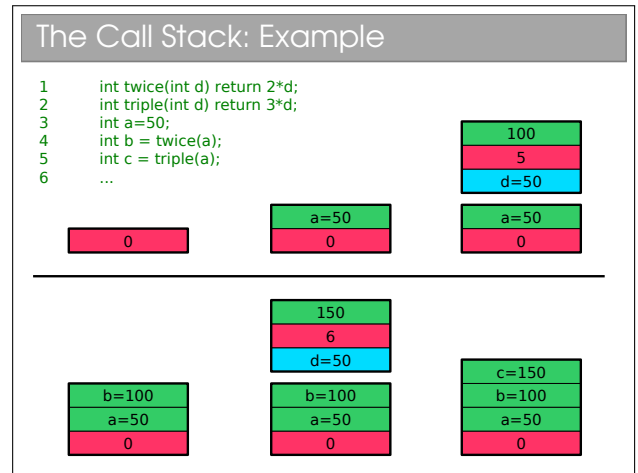 The Call Stack: Example
1 int twice(int d) return 2*d;
2 int triple(int d) return 3*d;
3 int a=50;
4 int b = twice(a);
5 int c = triple(a);
6 ...
0
a=50
0
100
5
d=50
a=50
0
b=100
a=50
0
150
6
d=50
b=100
a=50
0
c=150
b=100
a=50
0